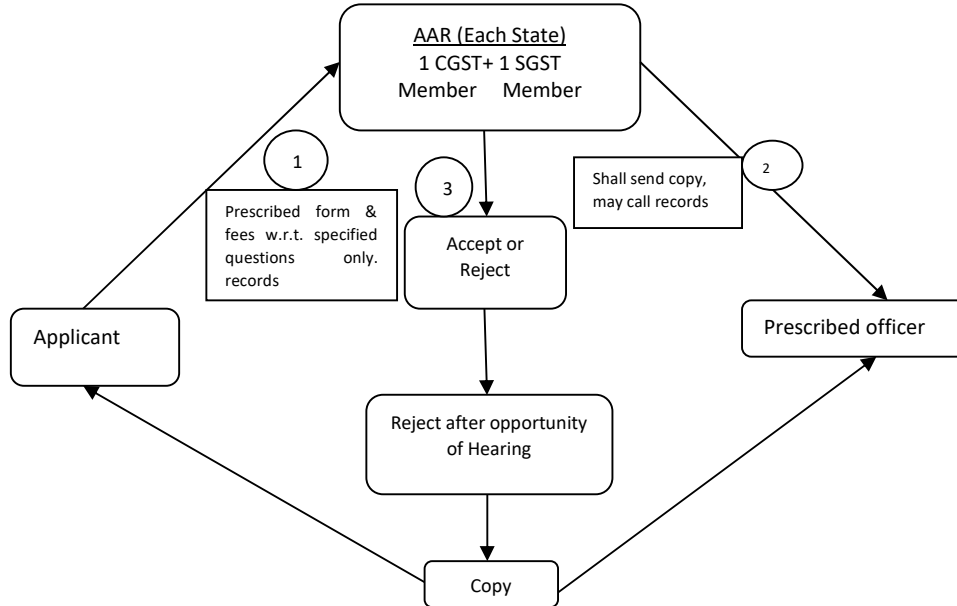 AAR (Each State)
1 CGST+ 1 SGST
Member Member
1
Prescribed form &
fees w.r.t. specified
questions only.
records
3
Shall send copy,
may call records
2
Accept or
Reject
Applicant
Prescribed officer
Reject after opportunity
of Hearing
Copy